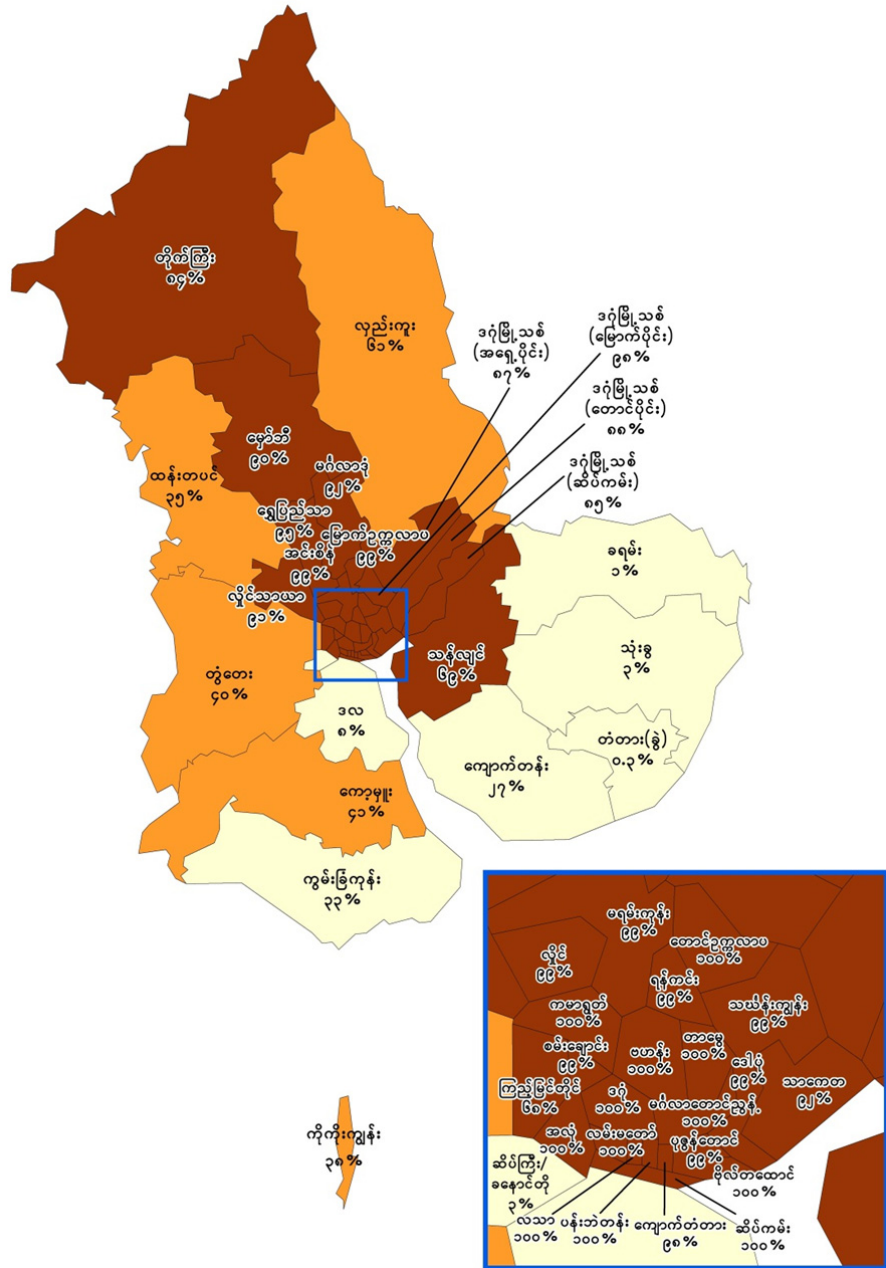 တိုက်ကြီး
၈၄%
လှည်းကူး
၆၁%
ဒဂုံမြို့သစ်
(အရှေ့ပိုင်း)
၈၇%
ဒဂုံမြို့သစ်
(မြောက်ပိုင်း)
၉၈%
ဒဂုံမြို့သစ်
(တောင်ပိုင်း)
၈၈%
ဒဂုံမြို့သစ်
(ဆိပ်ကမ်း)
၈၅%
မှော်ဘီ
၉၀%
မင်္ဂလာဒုံ
၉၂%
ထန်းတပင်
၃၅%
ရွှေပြည်သာ
၉၅%
မြောက်ဥက္ကလာပ
၉၉%
အင်းစိန်
၉၉%
လှိုင်သာယာ
၉၁%
ခရမ်း
၁%
သုံးခွ
၃%
သန်လျင်
၆၉%
တွံတေး
၄၀%
ဒလ
၈%
တံတား(ခွဲ)
၀.၃%
ကျောက်တန်း
၂၇%
ကော့မှူး
၄၁%
ကွမ်းခြံကုန်း
၃၃%
ကိုကိုးကျွန်း
၃၈%
မရမ်းကုန်း
၉၉%
တောင်ဥက္ကလာပ
၁၀၀%
လှိုင်
၉၉%
ရန်ကင်း
၉၉%
ကမာရွတ်
၁၀၀%
သင်္ဃန်းကျွန်း
၉၉%
စမ်းချောင်း
၉၉%
ဗဟန်း
၁၀၀%
တာမွေ
၁၀၀%
ဒေါပုံ
၉၉%
သာကေတ
၉၂%
ကြည့်မြင်တိုင်
၆၈%
ဒဂုံ
၁၀၀%
မင်္ဂလာတောင်ညွန့်
၁၀၀%
အလုံ
၁၀၀%
လမ်းမတော်
၁၀၀%
ပုဇွန်တောင်
၉၉%
ဗိုလ်တထောင်
၁၀၀%
ဆိပ်ကြီး/
ခနောင်တို
၃%
လသာ
၁၀၀%
ပန်းဘဲတန်း
၁၀၀%
ကျောက်တံတား
၉၈%
ဆိပ်ကမ်း
၁၀၀%